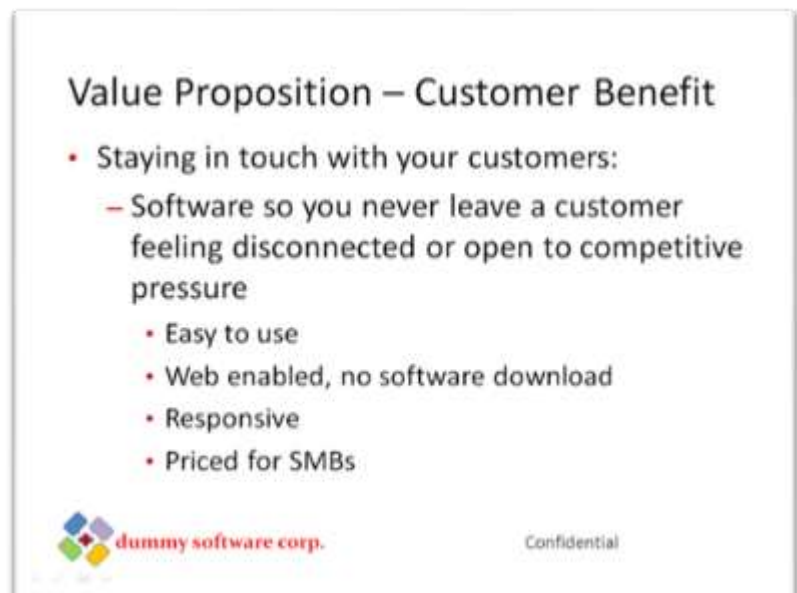 Value Proposition – Customer Benefit
• Staying in touch with your customers:
– Software so you never leave a customer
feeling disconnected or open to competitive
pressure
• Easy to use
• Web enabled, no software download
• Responsive
• Priced for SMBs
dummy software corp.
Confidential